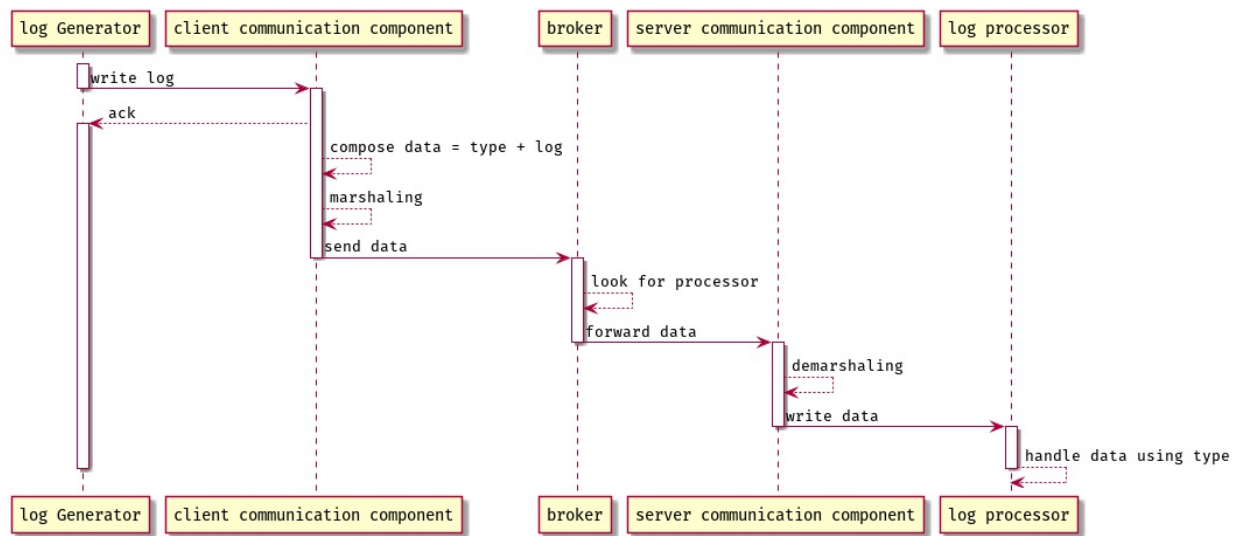 log Generator
client communication component
broker
server communication component
log processor
write log
ack
compose data = type + log
marshaling
send data
look for processor
forward data
demarshaling
write data
handle data using type
log Generator
client communication component
broker
server communication component
log processor